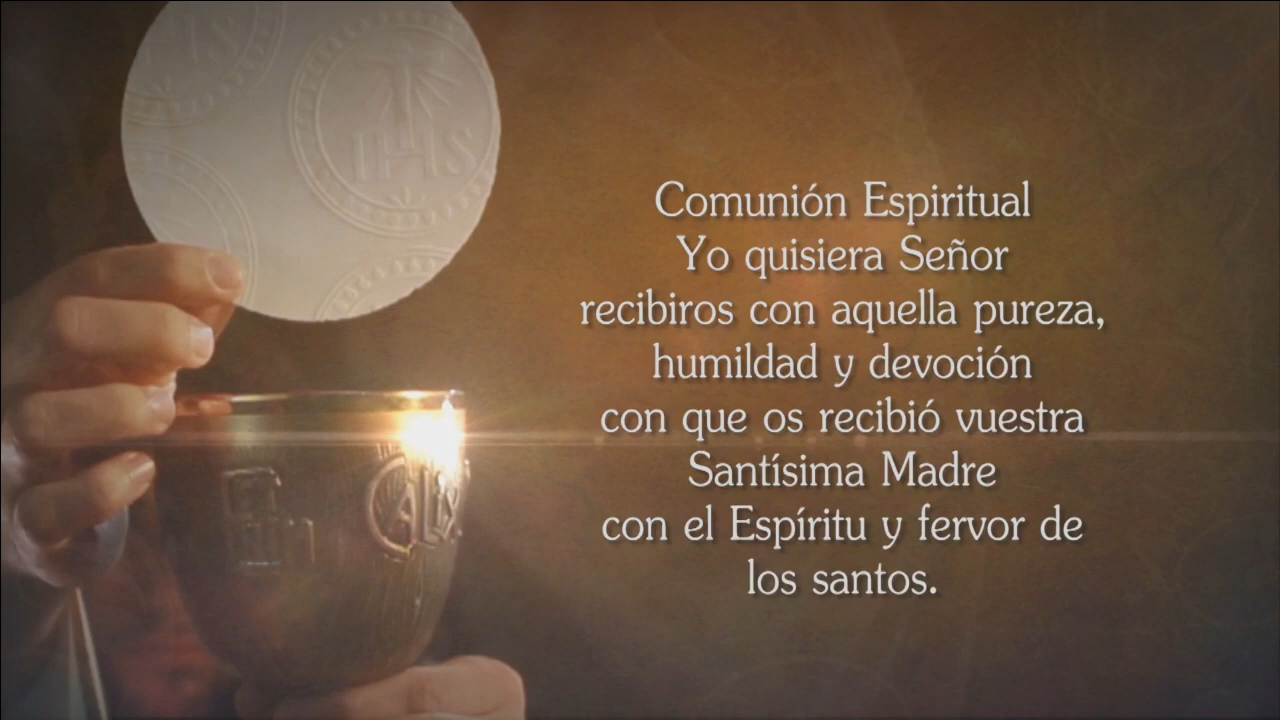 IHS
Comunión Espiritual
Yo quisiera Señor
recibiros con aquella pureza,
humildad y devoción
con que os recibió vuestra
Santísima Madre
con el Espíritu y fervor de
los santos.